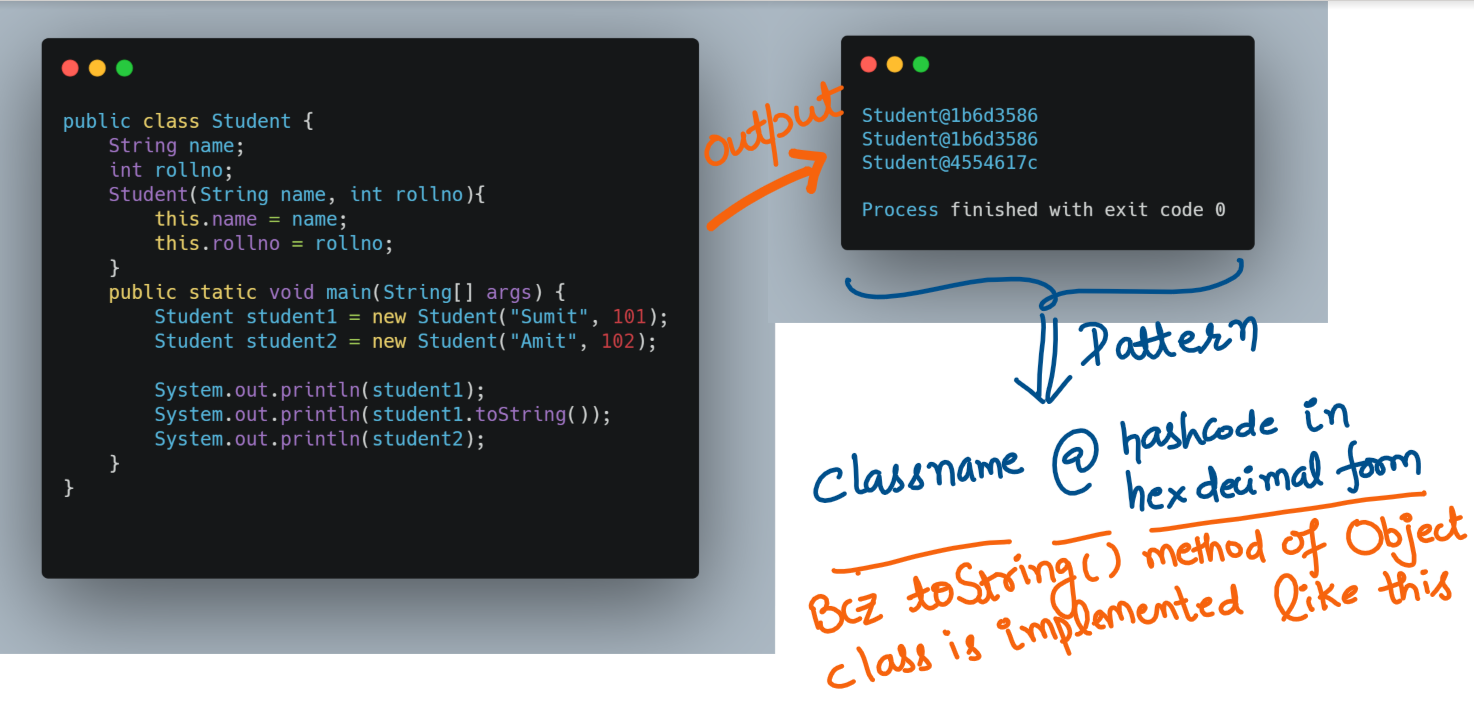 public class Student {
    String name;
    int rollno;
    Student(String name, int rollno){
        this.name = name;
        this.rollno = rollno;
    }
    public static void main(String[] args) {
        Student student1 = new Student("Sumit", 101);
        Student student2 = new Student("Amit", 102);
        System.out.println(student1);
        System.out.println(student1.toString());
        System.out.println(student2);
    }
}
output
Student@1b6d3586
Student@1b6d3586
Student@4554617c
Process finished with exit code 0
Pattern
Classname @ hashcode in
hexdecimal form
Bcz toString() method of Object
class is implemented like this